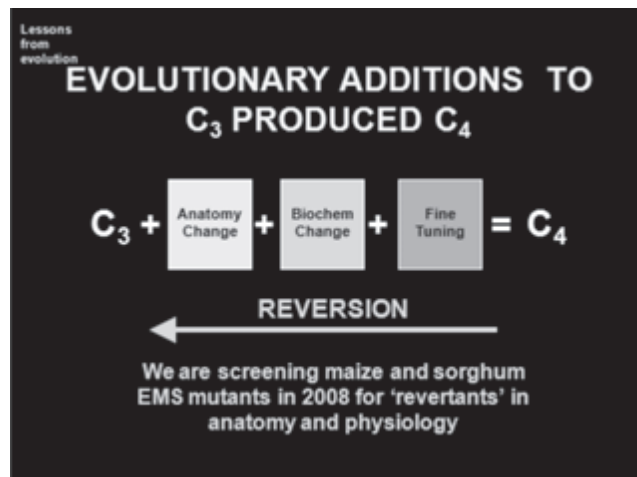 Lessons
from
evolution
EVOLUTIONARY ADDITIONS TO
C₃ PRODUCED C₄
C₃ + Anatomy Change + Biochem Change + Fine Tuning = C₄
REVERSION
We are screening maize and sorghum
EMS mutants in 2008 for ‘revertants’ in
anatomy and physiology